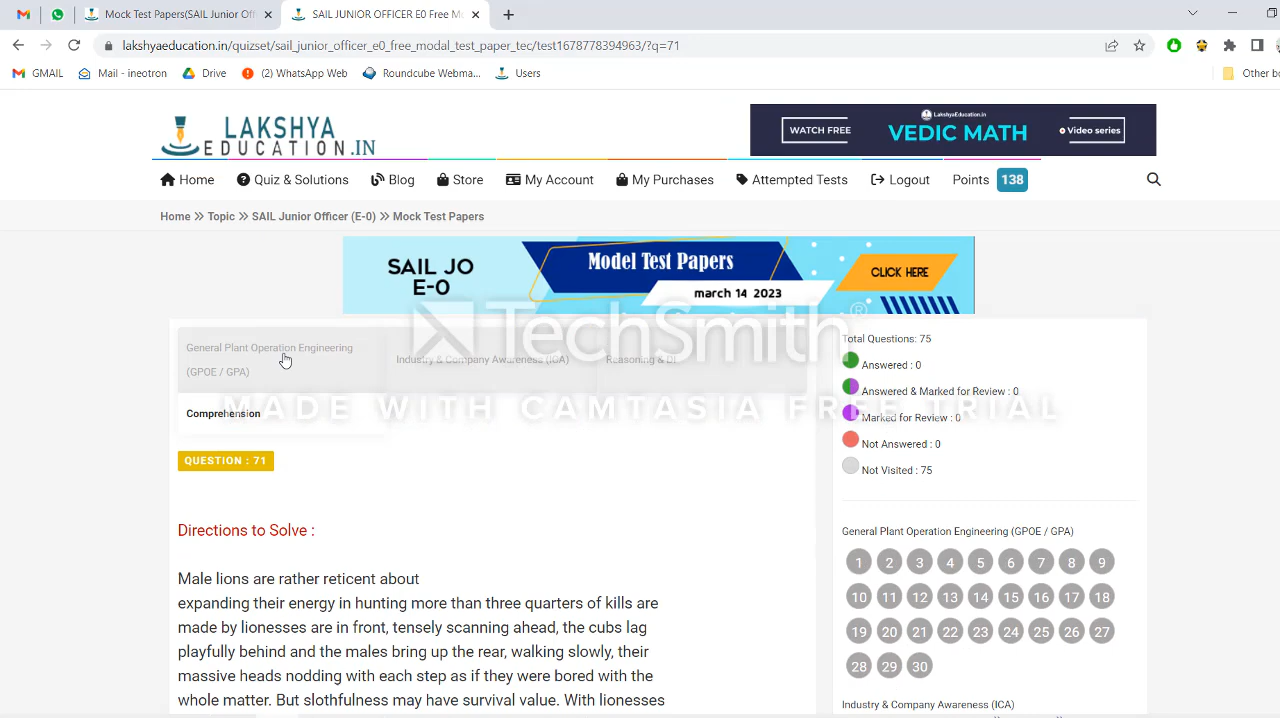 Mock Test Papers(SAIL Junior Off
SAIL JUNIOR OFFICER E0 Free Mo
lakshyaeducation.in/quizset/sail_junior_officer_e0_free_modal_test_paper_tec/test1678778394963/?q=71
GMAIL
Mail - ineotron
Drive
(2) WhatsApp Web
Roundcube Webma...
Users
Other bo
LAKSHYA
EDUCATION.IN
LakshyaEducation.in
WATCH FREE
VEDIC MATH
Video series
Home
Quiz & Solutions
Blog
Store
My Account
My Purchases
Attempted Tests
Logout
Points 138
Home » Topic » SAIL Junior Officer (E-0) » Mock Test Papers
SAIL JO
E-0
Model Test Papers
march 14 2023
CLICK HERE
TechSmith®
MADE WITH CAMTASIA FREE TRIAL
General Plant Operation Engineering
(GPOE / GPA)
Industry & Company Awareness (IGA)
Reasoning & DI
Comprehension
QUESTION : 71
Directions to Solve :
Male lions are rather reticent about
expanding their energy in hunting more than three quarters of kills are
made by lionesses are in front, tensely scanning ahead, the cubs lag
playfully behind and the males bring up the rear, walking slowly, their
massive heads nodding with each step as if they were bored with the
whole matter. But slothfulness may have survival value. With lionesses
Total Questions: 75
Answered : 0
Answered & Marked for Review : 0
Marked for Review : 0
Not Answered : 0
Not Visited : 75
General Plant Operation Engineering (GPOE / GPA)
1 2 3 4 5 6 7 8 9
10 11 12 13 14 15 16 17 18
19 20 21 22 23 24 25 26 27
28 29 30
Industry & Company Awareness (ICA)